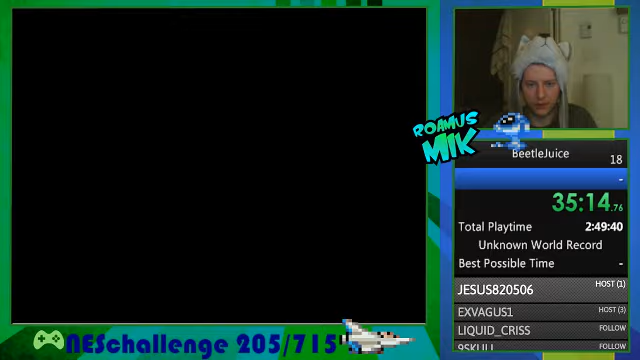 ROAMUS
MIK
BeetleJuice
18
-
35:14.76
Total Playtime 2:49:40
Unknown World Record
Best Possible Time -
JESUS820506 HOST (1)
EXVAGUS1 HOST (3)
LIQUID_CRISS FOLLOW
9SKULL FOLLOW
NESchallenge 205/715